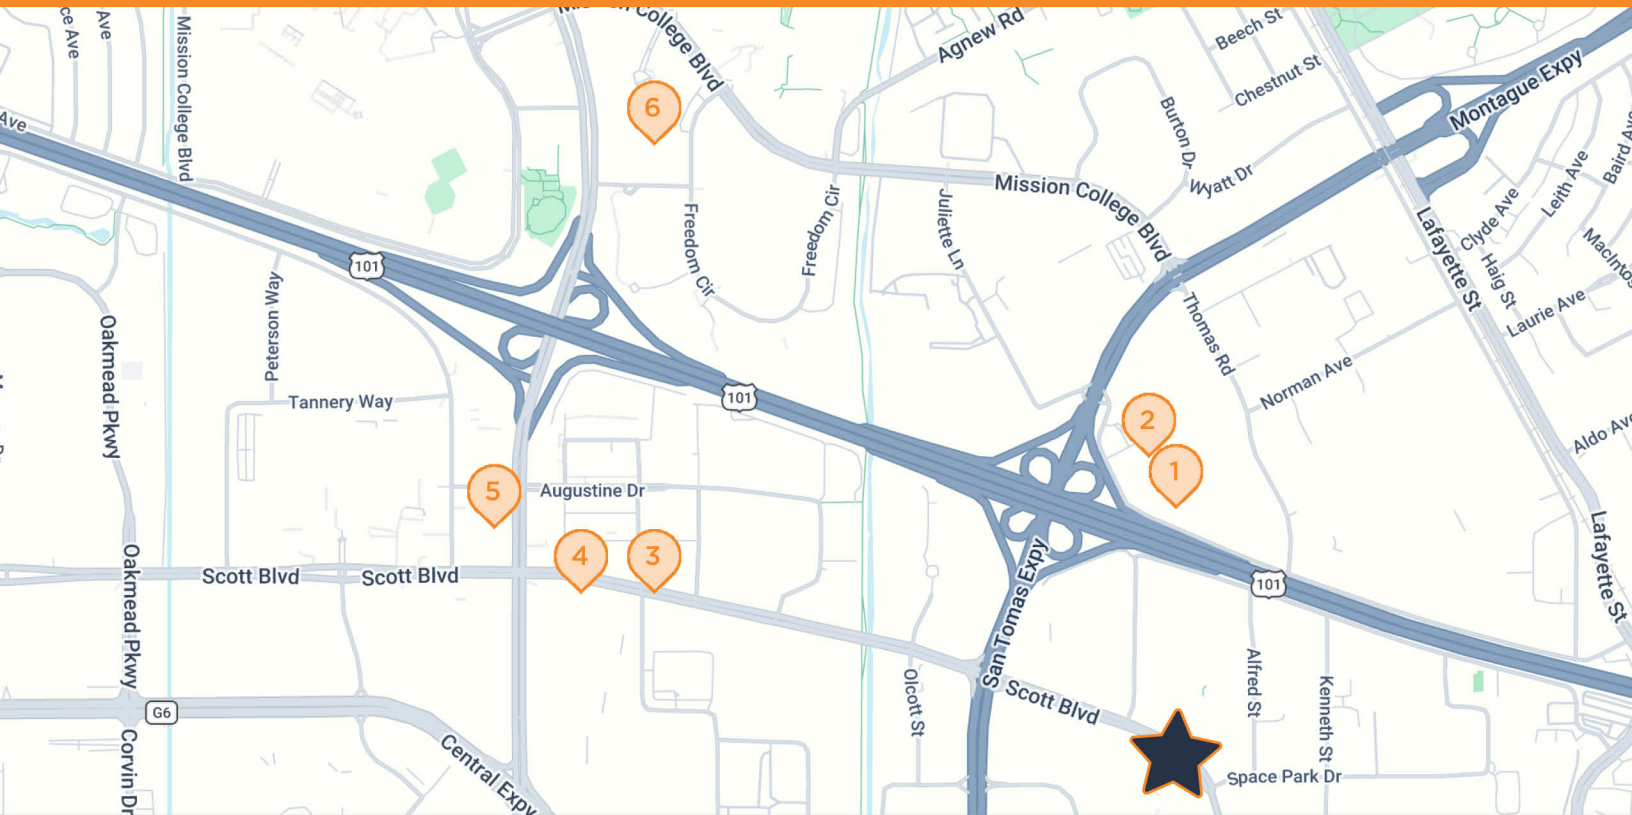 Mission College Blvd
Agnew Rd
Beech St
Chestnut St
Montague Expy
ce Ave
Ave
Mission College Blvd
Ave
6
Burton Dr
Wyatt Dr
Baird Ave
Leith Ave
Clyde Ave
Mission College Blvd
Juliette Ln
Freedom Cir
Freedom Cir
Lafayette St
Haig St
Laurie Ave
101
Peterson Way
Oakmead Pkwy
Thomas Rd
Norman Ave
Tannery Way
101
2
1
Aldo Ave
5
Augustine Dr
4
3
Scott Blvd
Scott Blvd
Oakmead Pkwy
San Tomas Expy
101
Lafayette St
G6
Corvin Dr
Central Expy
Olcott St
Scott Blvd
Alfred St
Kenneth St
Space Park Dr